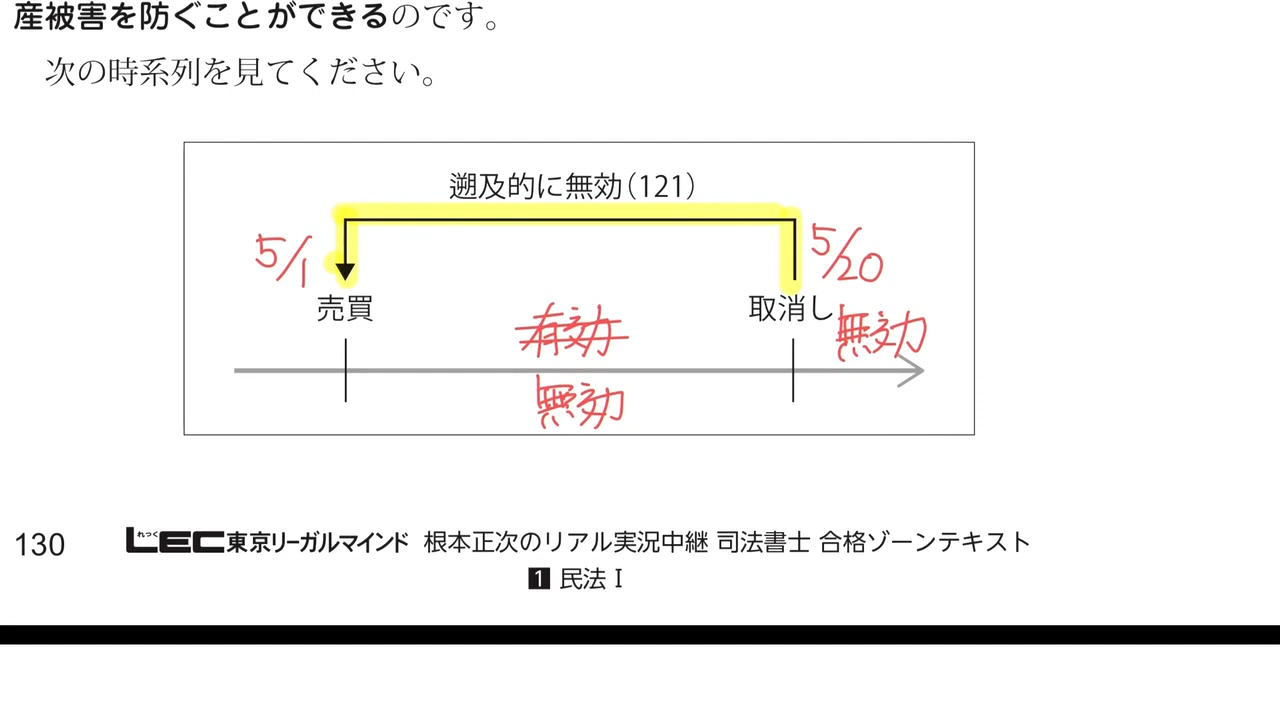 産被害を防ぐことができるのです。
次の時系列を見てください。
遡及的に無効(121)
5/1
5/20
売買
取消し
有効
無効
無効
130 れっく LEC東京リーガルマインド 根本正次のリアル実況中継 司法書士 合格ゾーンテキスト
1 民法Ⅰ